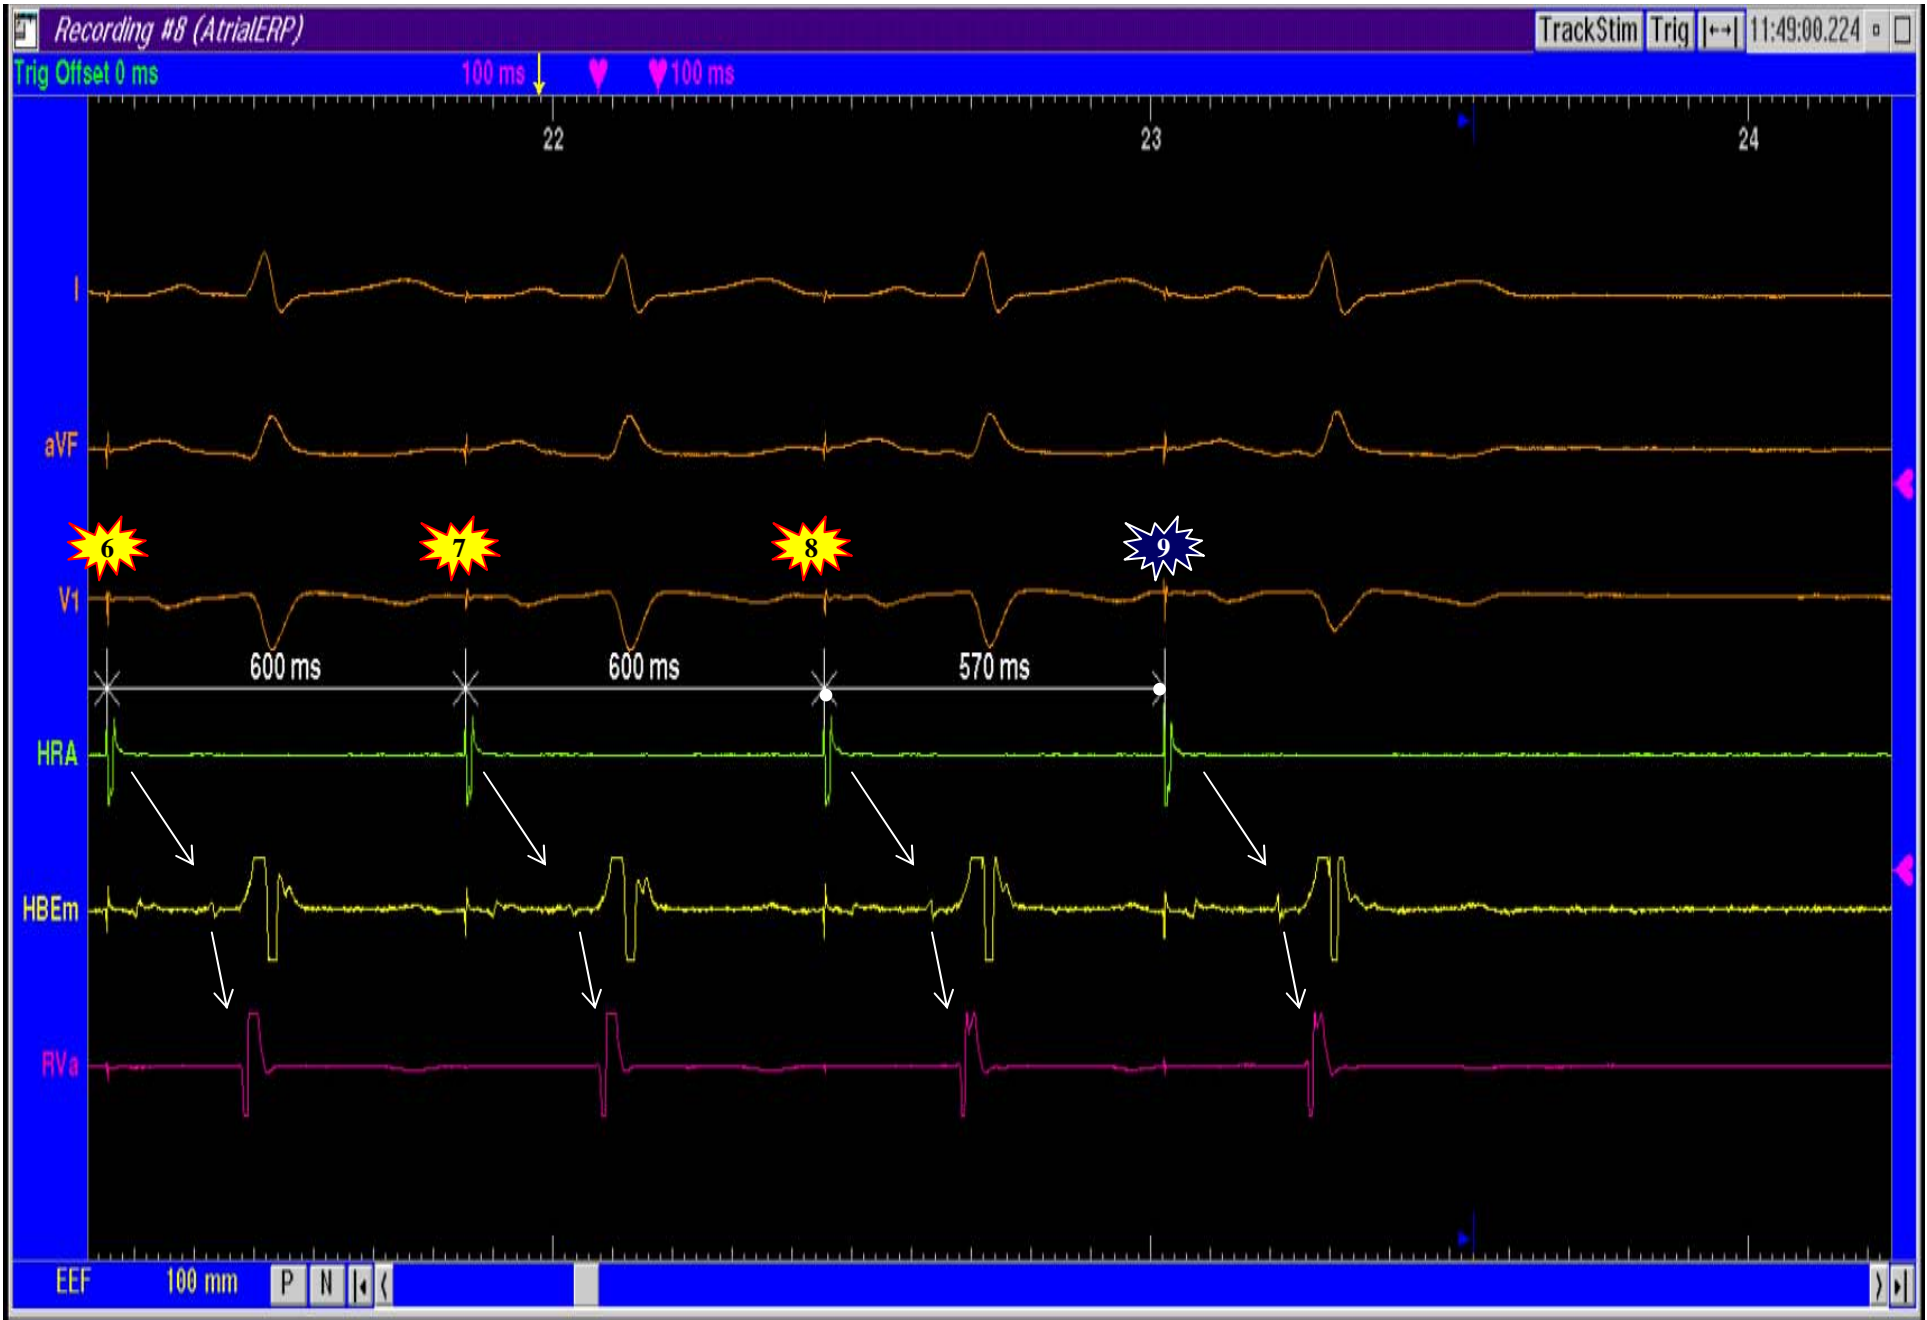 Recording #8 (AtrialERP) TrackStim Trig |←→| 11:49:00.224
Trig Offset 0 ms 100 ms 100 ms
22 23 24
I
aVF
6 7 8 9
V1
600 ms 600 ms 570 ms
HRA
HBEm
RVa
EEF 100 mm P N